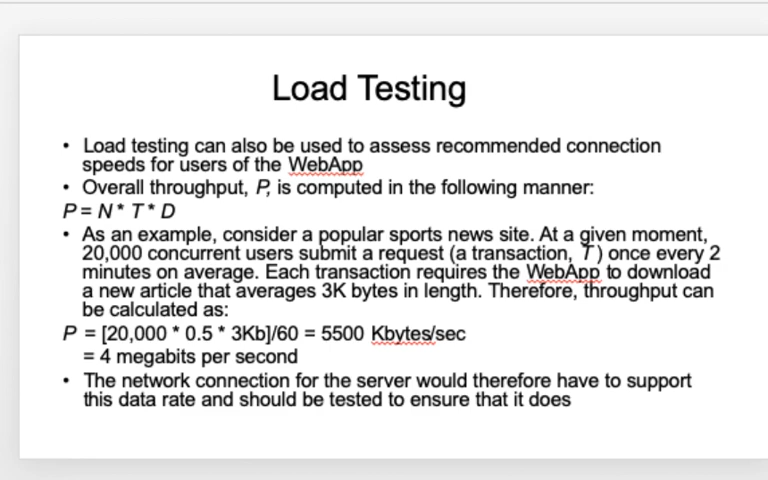 Load Testing
• Load testing can also be used to assess recommended connection
speeds for users of the WebApp
• Overall throughput, P, is computed in the following manner:
P = N * T * D
• As an example, consider a popular sports news site. At a given moment,
20,000 concurrent users submit a request (a transaction, T ) once every 2
minutes on average. Each transaction requires the WebApp to download
a new article that averages 3K bytes in length. Therefore, throughput can
be calculated as:
P = [20,000 * 0.5 * 3Kb]/60 = 5500 Kbytes/sec
= 4 megabits per second
• The network connection for the server would therefore have to support
this data rate and should be tested to ensure that it does